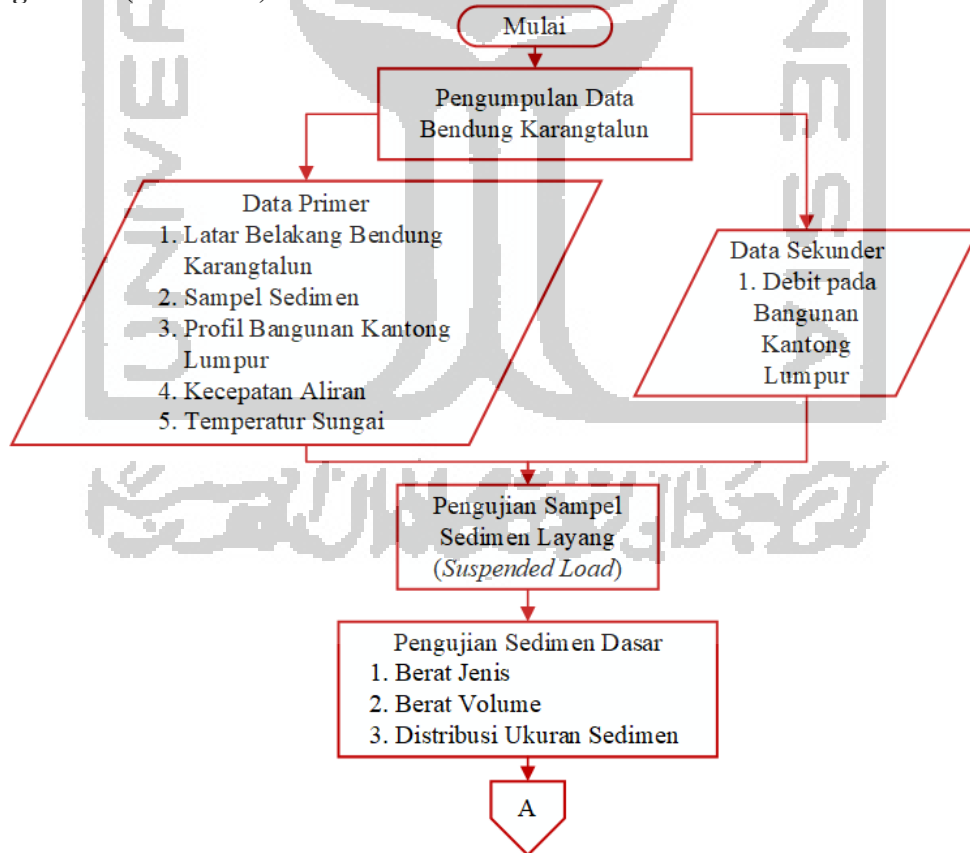 Mulai
Pengumpulan Data
Bendung Karangtalun
Data Primer
1. Latar Belakang Bendung
Karangtalun
2. Sampel Sedimen
3. Profil Bangunan Kantong
Lumpur
4. Kecepatan Aliran
5. Temperatur Sungai
Data Sekunder
1. Debit pada
Bangunan
Kantong
Lumpur
Pengujian Sampel
Sedimen Layang
(Suspended Load)
Pengujian Sedimen Dasar
1. Berat Jenis
2. Berat Volume
3. Distribusi Ukuran Sedimen
A